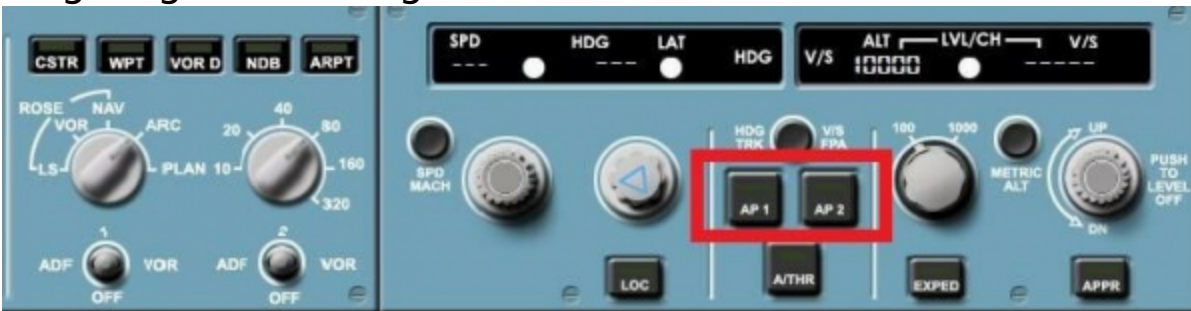 SPD HDG LAT HDG V/S ALT LVL/CH V/S
--- --- 10000 -----
CSTR WPT VOR D NDB ARPT
ROSE NAV
VOR ARC
LS PLAN
10 20 40 80 160 320
SPD
MACH
HDG V/S
TRK FPA
100 1000
METRIC
ALT
UP
PUSH
TO
LEVEL
OFF
DN
AP 1 AP 2
1 2
ADF VOR ADF VOR
OFF OFF
LOC A/THR EXPED APPR